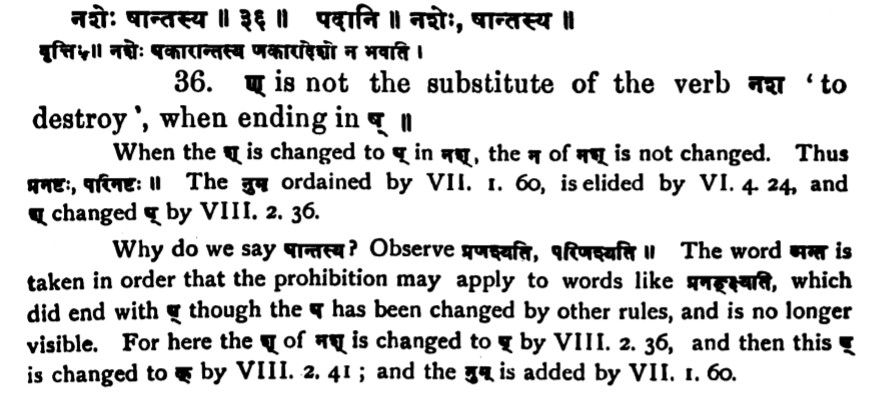 नशेः षान्तस्य ॥ ३६ ॥ पदानि ॥ नशेः, षान्तस्य ॥
वृत्तिः॥ नशेः षकारान्तस्य णकारादेशो न भवति ।
36. ण् is not the substitute of the verb नश 'to
destroy', when ending in ष् ॥
When the श् is changed to ष् in नश्, the न of नश् is not changed. Thus
प्रनष्टः, परिनष्टः ॥ The नुम् ordained by VII. 1. 60, is elided by VI. 4. 24, and
श् changed ष् by VIII. 2. 36.
Why do we say षान्तस्य? Observe प्रणश्यति, परिणश्यति ॥ The word अन्त is
taken in order that the prohibition may apply to words like प्रनङ्क्ष्यति, which
did end with ष् though the ष has been changed by other rules, and is no longer
visible. For here the श् of नश् is changed to ष् by VIII. 2. 36, and then this ष्
is changed to क् by VIII. 2. 41 ; and the नुम् is added by VII. 1. 60.